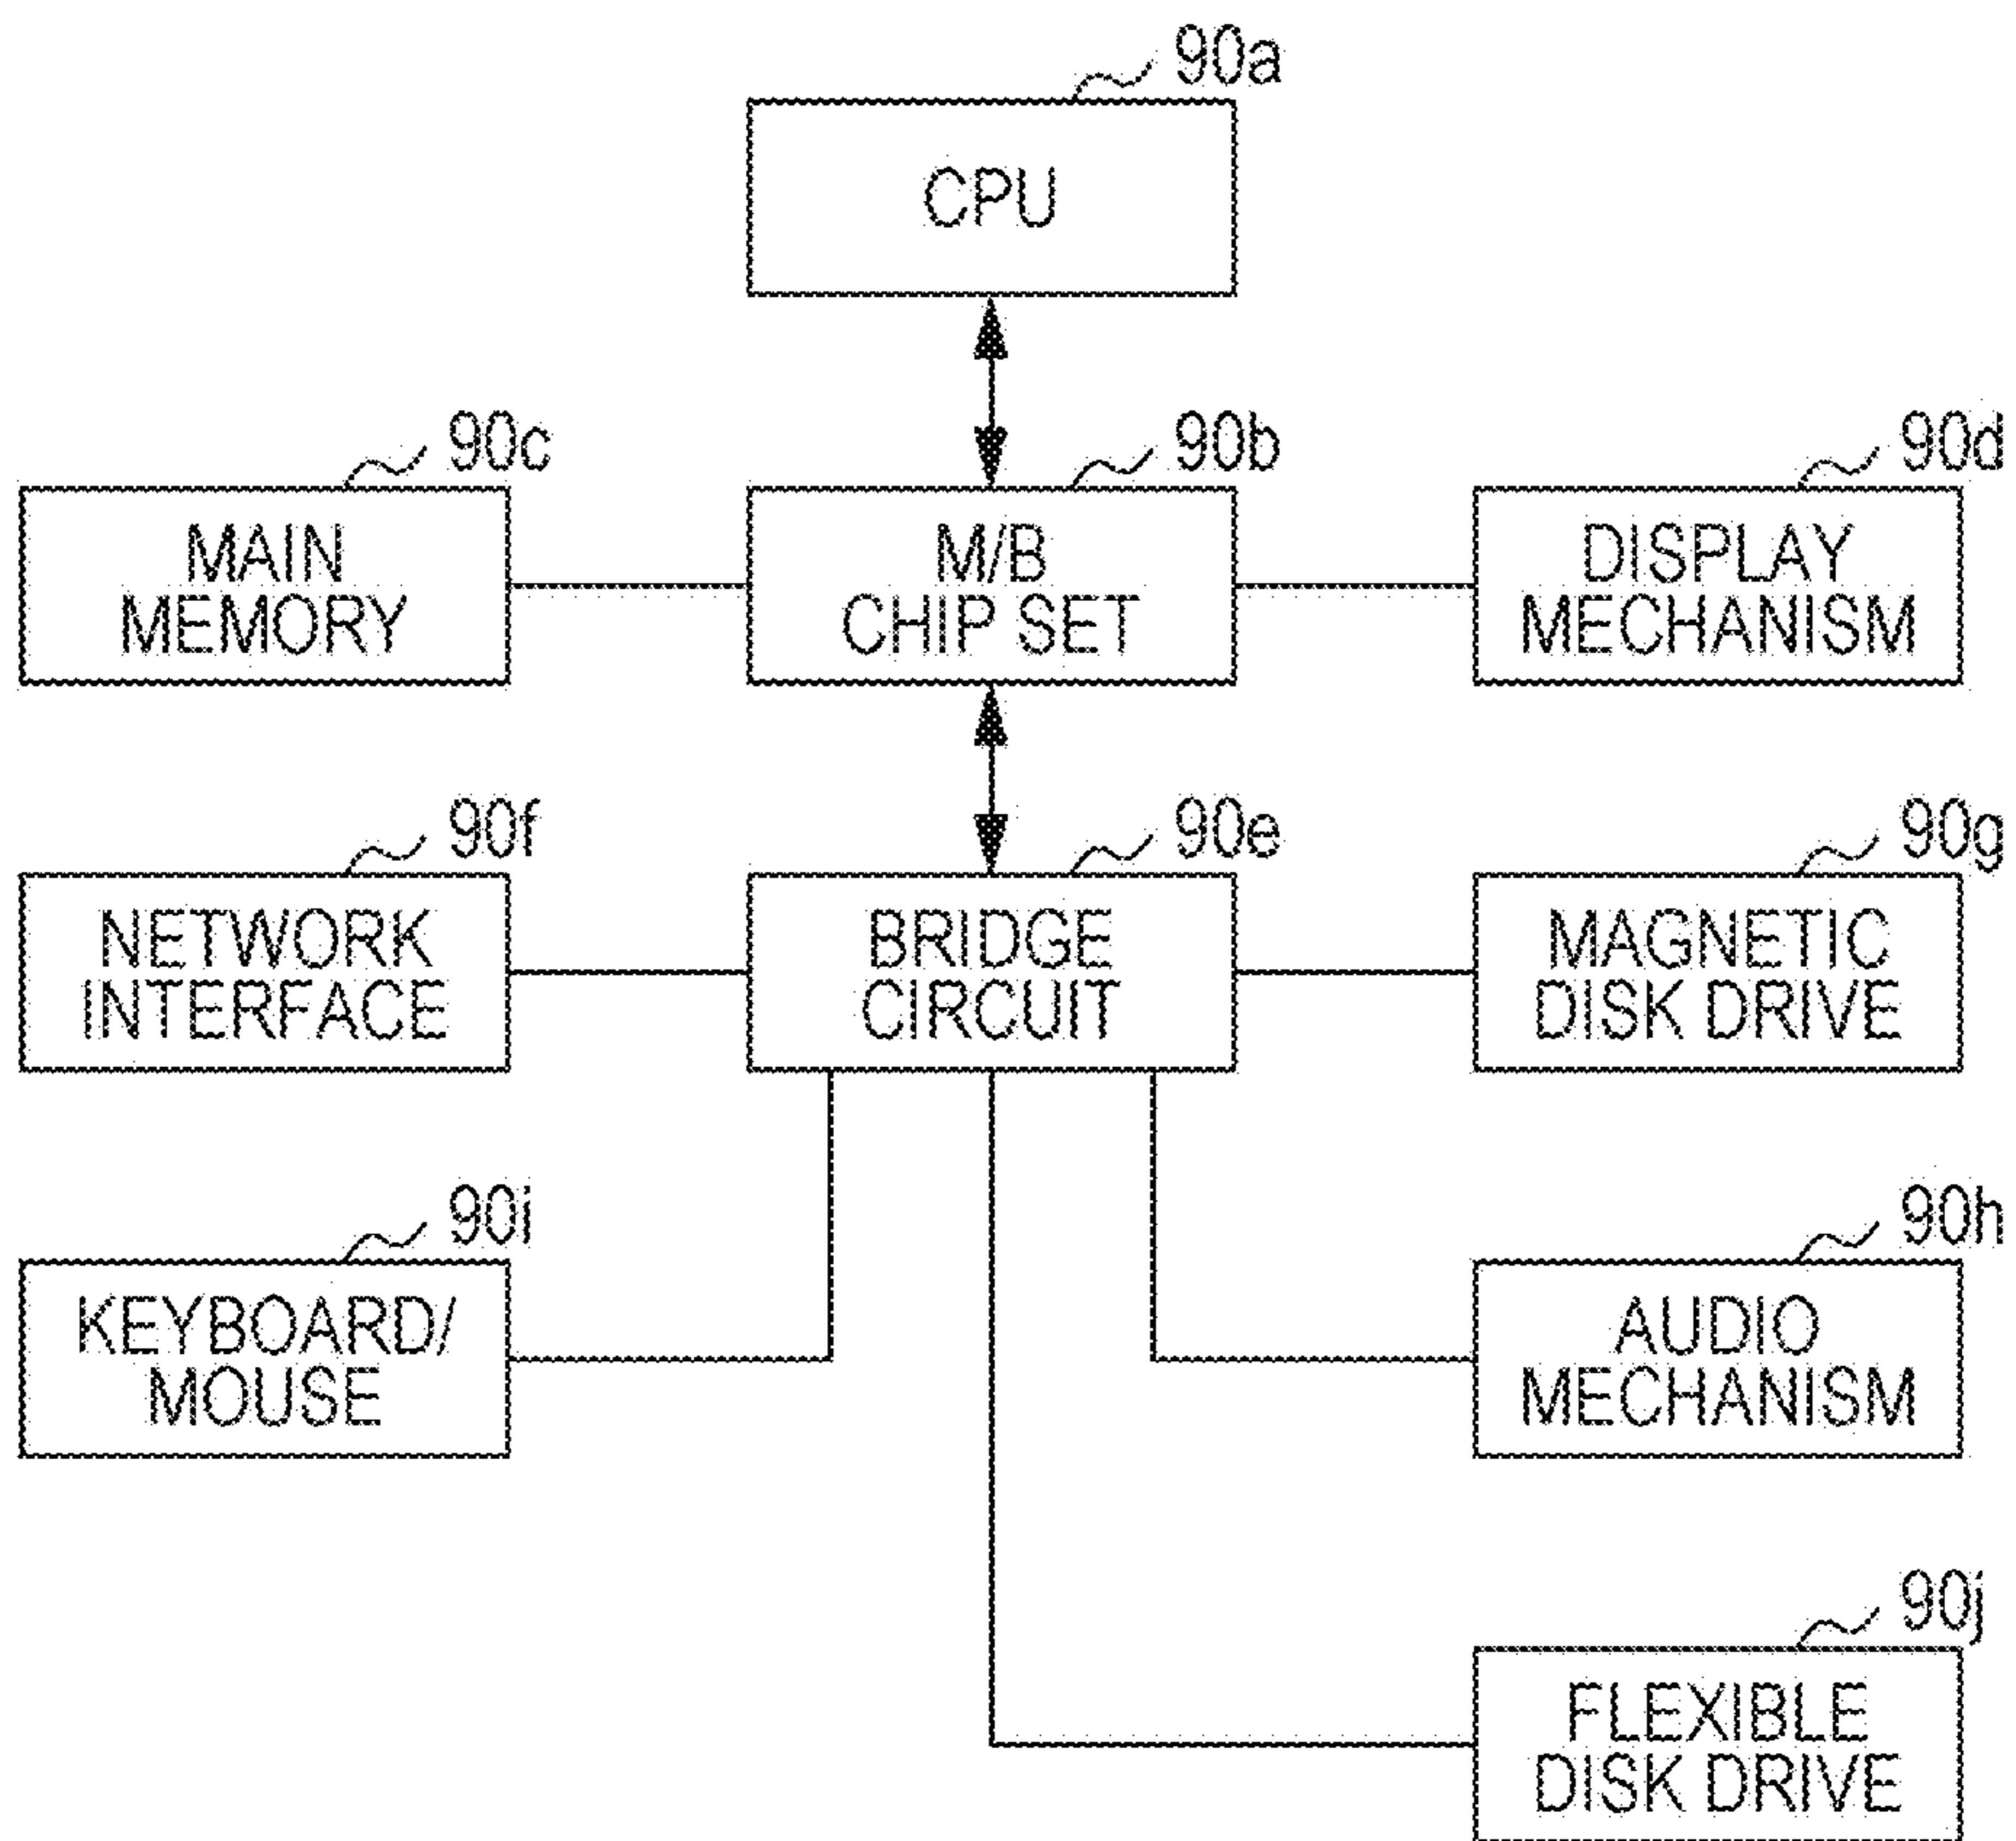 90a
CPU
90c
90b
90d
MAIN
MEMORY
M/B
CHIP SET
DISPLAY
MECHANISM
90f
90e
90g
NETWORK
INTERFACE
BRIDGE
CIRCUIT
MAGNETIC
DISK DRIVE
90i
90h
KEYBOARD/
MOUSE
AUDIO
MECHANISM
90j
FLEXIBLE
DISK DRIVE